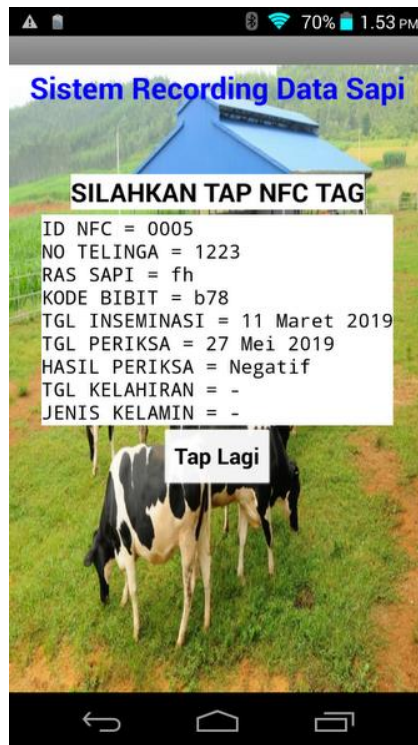 70% 1.53 PM
Sistem Recording Data Sapi
SILAHKAN TAP NFC TAG
ID NFC = 0005
NO TELINGA = 1223
RAS SAPI = fh
KODE BIBIT = b78
TGL INSEMINASI = 11 Maret 2019
TGL PERIKSA = 27 Mei 2019
HASIL PERIKSA = Negatif
TGL KELAHIRAN = -
JENIS KELAMIN = -
Tap Lagi